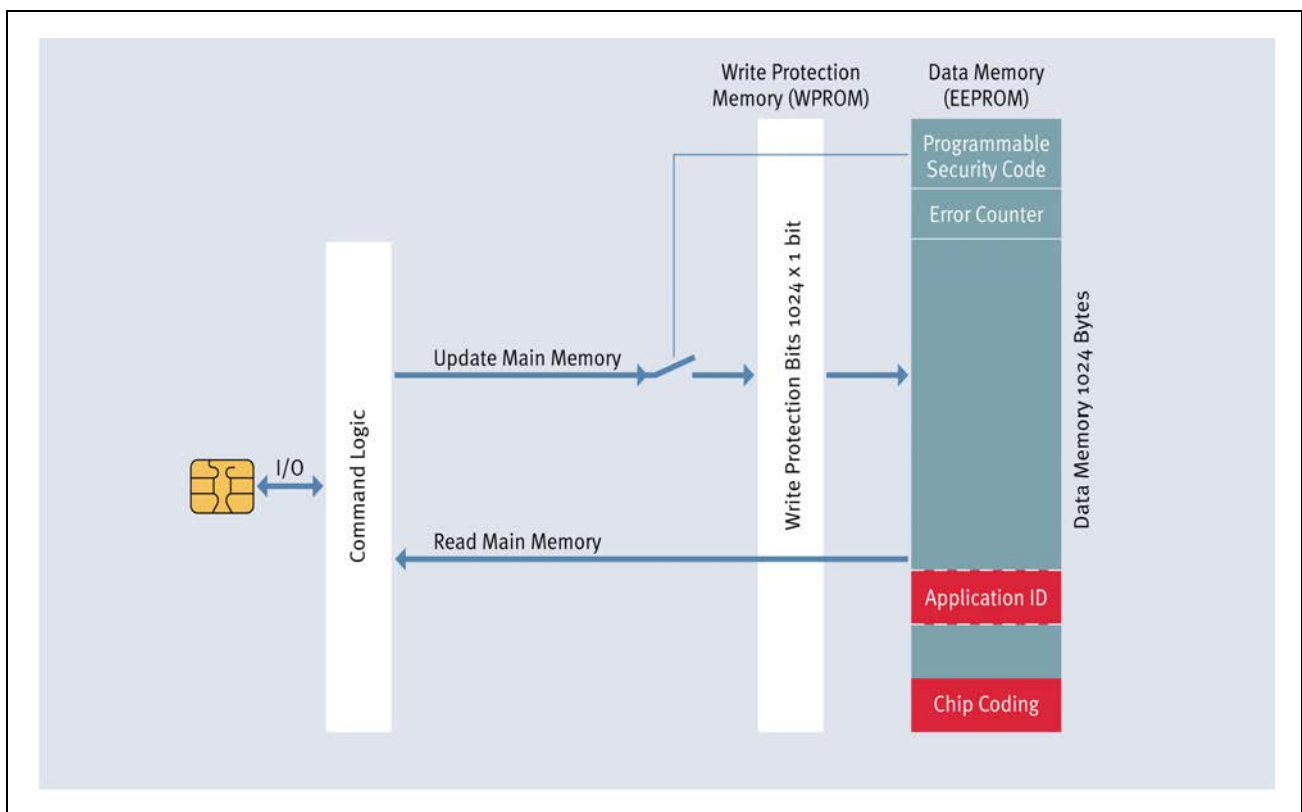 Write Protection
Memory (WPROM)
Data Memory
(EEPROM)
Programmable
Security Code
Error Counter
Write Protection Bits 1024 x 1 bit
Data Memory 1024 Bytes
Update Main Memory
Command Logic
I/O
Read Main Memory
Application ID
Chip Coding